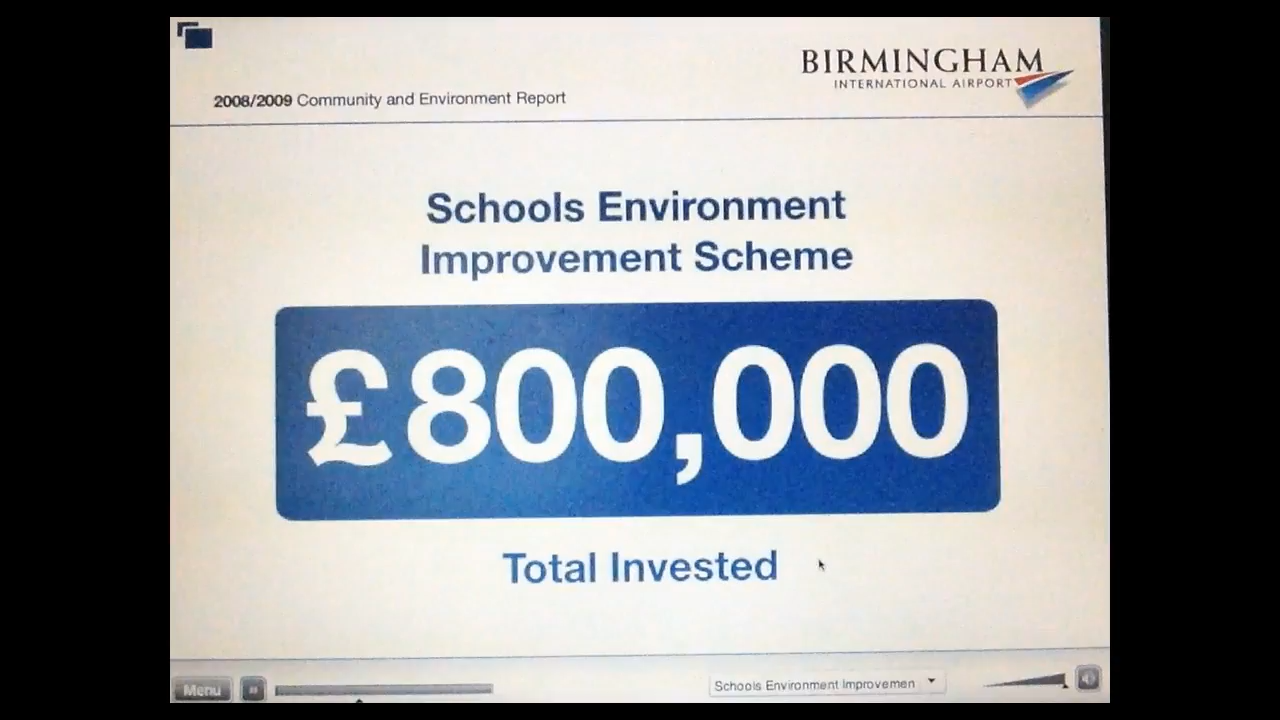 BIRMINGHAM
INTERNATIONAL AIRPORT
2008/2009 Community and Environment Report
Schools Environment
Improvement Scheme
£800,000
Total Invested
Menu
Schools Environment Improvemen